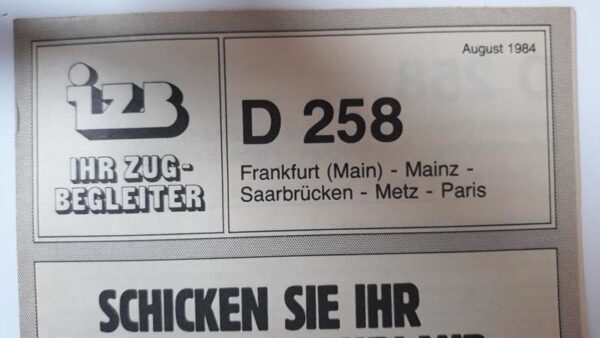 August 1984
izb
IHR ZUG-
BEGLEITER
D 258
Frankfurt (Main) - Mainz -
Saarbrücken - Metz - Paris
SCHICKEN SIE IHR